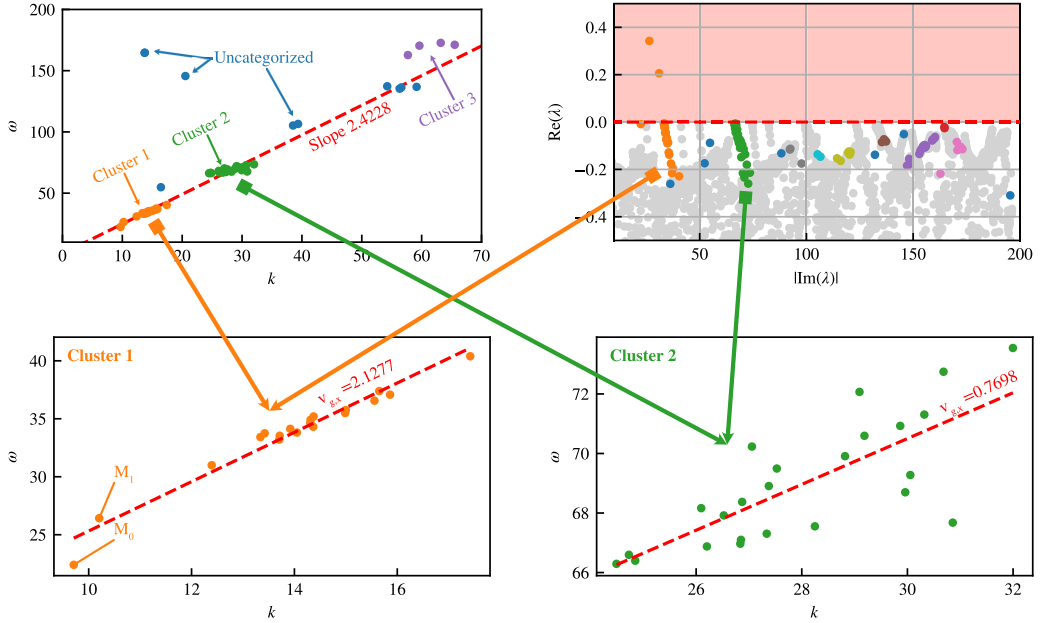 200
150
100
50
0
10
20
30
40
50
60
70
ω
k
Uncategorized
Cluster 3
Cluster 2
Slope 2.4228
Cluster 1
0.4
0.2
0.0
−0.2
−0.4
50
100
150
200
Re(λ)
|Im(λ)|
Cluster 1
40
35
30
25
10
12
14
16
ω
k
v_{g,x}=2.1277
M_1
M_0
Cluster 2
72
70
68
66
26
28
30
32
ω
k
v_{g,x}=0.7698